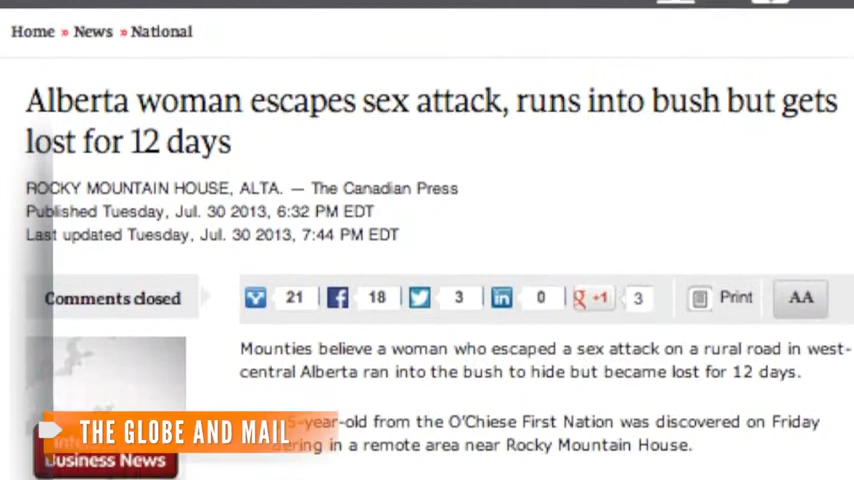 Home » News » National
Alberta woman escapes sex attack, runs into bush but gets
lost for 12 days
ROCKY MOUNTAIN HOUSE, ALTA. — The Canadian Press
Published Tuesday, Jul. 30 2013, 6:32 PM EDT
Last updated Tuesday, Jul. 30 2013, 7:44 PM EDT
Comments closed
21 18 3 in 0 g +1 3 Print AA
Mounties believe a woman who escaped a sex attack on a rural road in west-
central Alberta ran into the bush to hide but became lost for 12 days.
5-year-old from the O'Chiese First Nation was discovered on Friday
in a remote area near Rocky Mountain House.
THE GLOBE AND MAIL
Business News